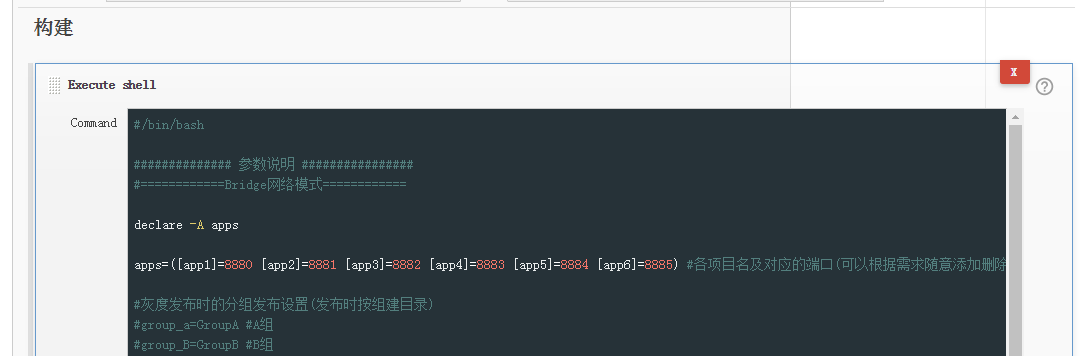 构建
Execute shell
X
Command
#/bin/bash
############## 参数说明 ################
#============Bridge网络模式============
declare -A apps
apps=([app1]=8880 [app2]=8881 [app3]=8882 [app4]=8883 [app5]=8884 [app6]=8885) #各项目名及对应的端口(可以根据需求随意添加删除
#灰度发布时的分组发布设置(发布时按组建目录)
#group_a=GroupA #A组
#group_B=GroupB #B组